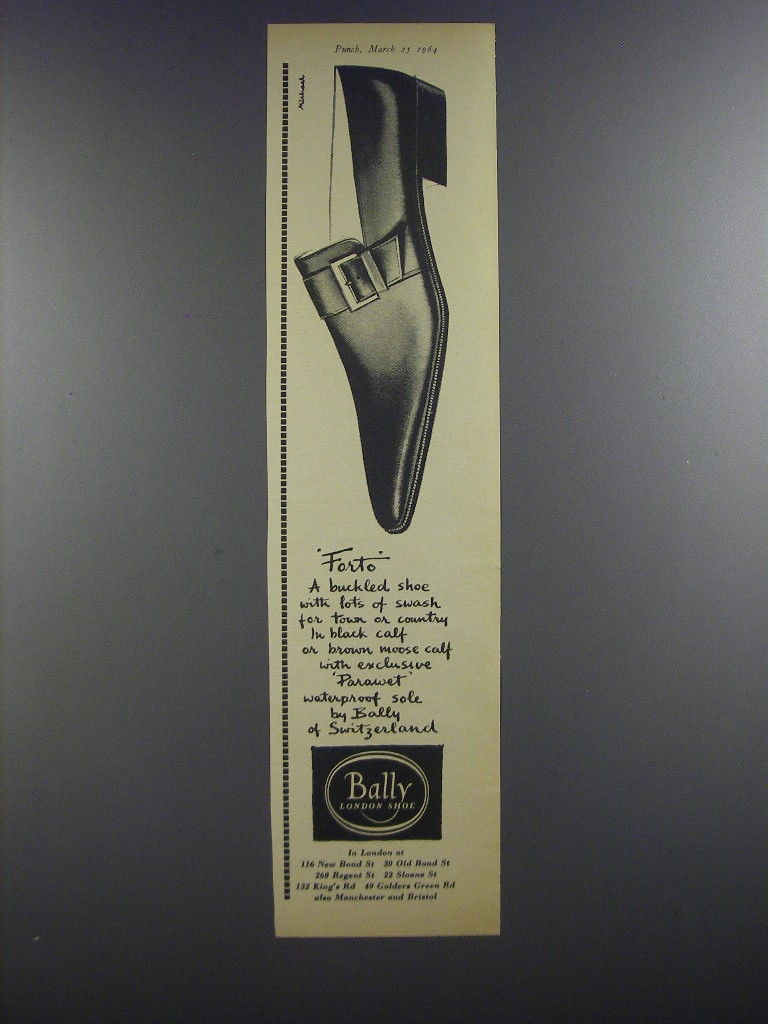 Punch, March 25 1964
Michael
"Forto"
A buckled shoe
with lots of swash
for town or country
In black calf
or brown moose calf
with exclusive
'Parawet'
waterproof sole
by Bally
of Switzerland
Bally
LONDON SHOE
In London at
116 New Bond St 30 Old Bond St
260 Regent St 22 Sloane St
132 King's Rd 49 Golders Green Rd
also Manchester and Bristol